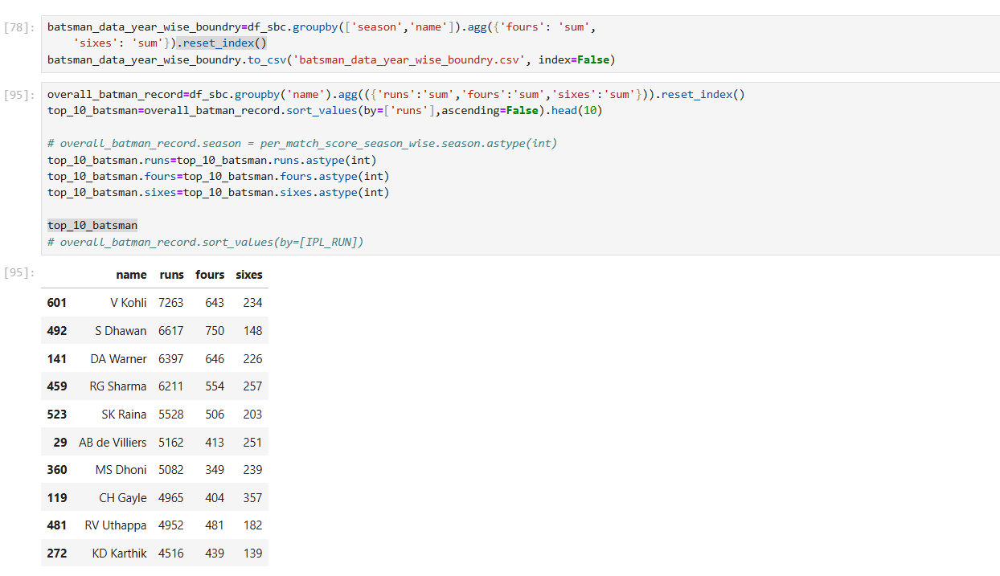 [78]: batsman_data_year_wise_boundry=df_sbc.groupby(['season','name']).agg({'fours': 'sum',
'sixes': 'sum'}).reset_index()
batsman_data_year_wise_boundry.to_csv('batsman_data_year_wise_boundry.csv', index=False)
[95]: overall_batman_record=df_sbc.groupby('name').agg(({'runs':'sum','fours':'sum','sixes':'sum'})).reset_index()
top_10_batsman=overall_batman_record.sort_values(by=['runs'],ascending=False).head(10)
# overall_batman_record.season = per_match_score_season_wise.season.astype(int)
top_10_batsman.runs=top_10_batsman.runs.astype(int)
top_10_batsman.fours=top_10_batsman.fours.astype(int)
top_10_batsman.sixes=top_10_batsman.sixes.astype(int)
top_10_batsman
# overall_batman_record.sort_values(by=[IPL_RUN])
[95]: name runs fours sixes
601 V Kohli 7263 643 234
492 S Dhawan 6617 750 148
141 DA Warner 6397 646 226
459 RG Sharma 6211 554 257
523 SK Raina 5528 506 203
29 AB de Villiers 5162 413 251
360 MS Dhoni 5082 349 239
119 CH Gayle 4965 404 357
481 RV Uthappa 4952 481 182
272 KD Karthik 4516 439 139